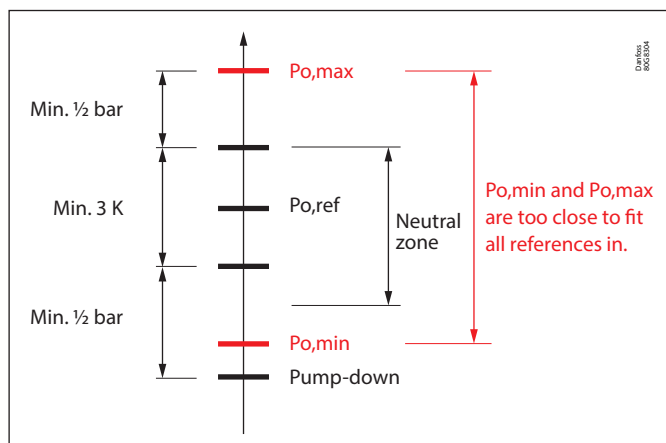 Danfoss
80G8304
Po,max
Min. ½ bar
Min. 3 K
Po,ref
Neutral
zone
Po,min and Po,max
are too close to fit
all references in.
Min. ½ bar
Po,min
Pump-down